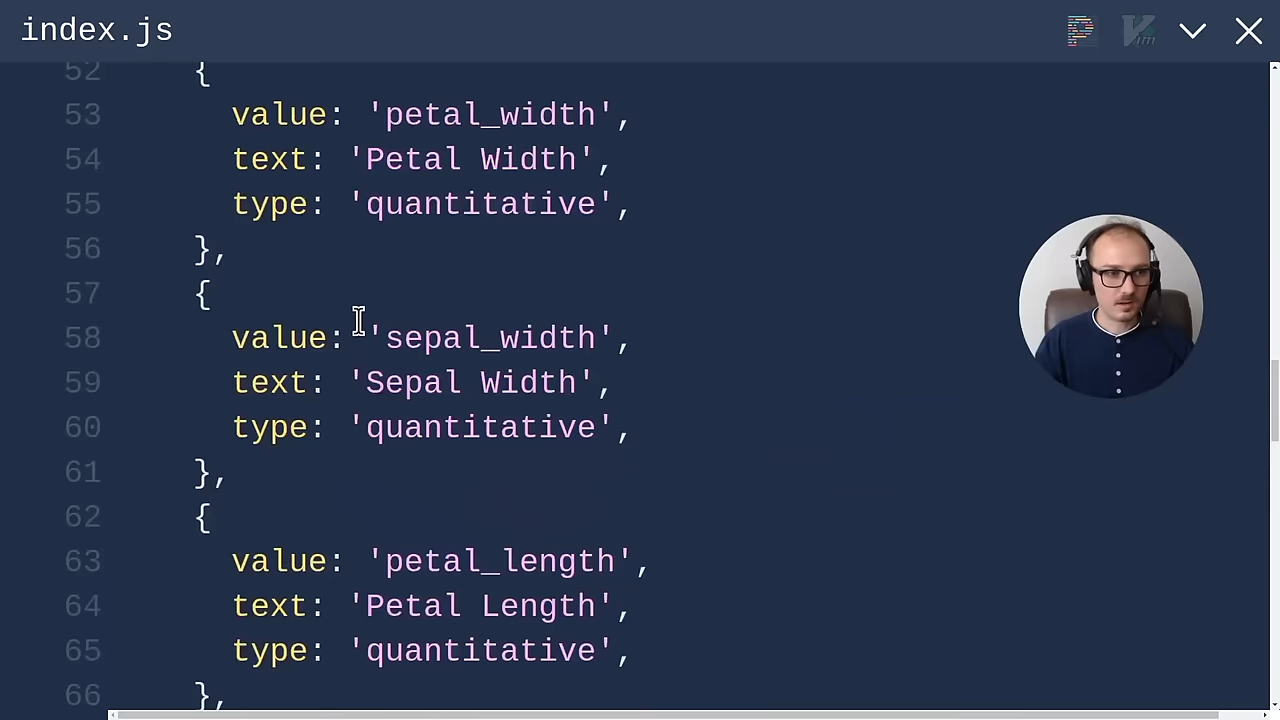 index.js
52 {
53 value: 'petal_width',
54 text: 'Petal Width',
55 type: 'quantitative',
56 },
57 {
58 value: 'sepal_width',
59 text: 'Sepal Width',
60 type: 'quantitative',
61 },
62 {
63 value: 'petal_length',
64 text: 'Petal Length',
65 type: 'quantitative',
66 },
Vim